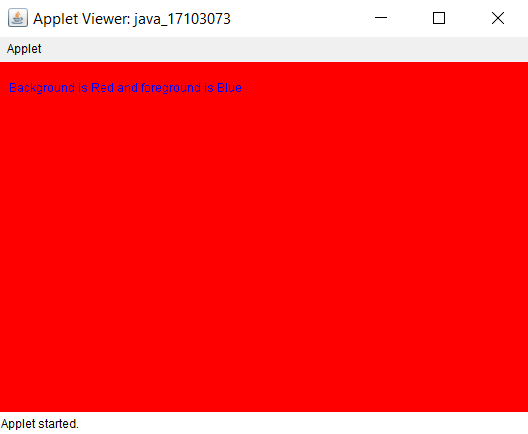 Applet Viewer: java_17103073
Applet
Background is Red and foreground is Blue
Applet started.